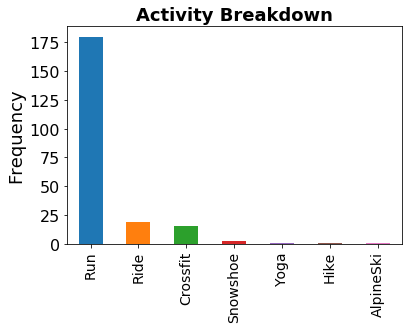 Activity Breakdown
Frequency
175
150
125
100
75
50
25
0
Run
Ride
Crossfit
Snowshoe
Yoga
Hike
AlpineSki